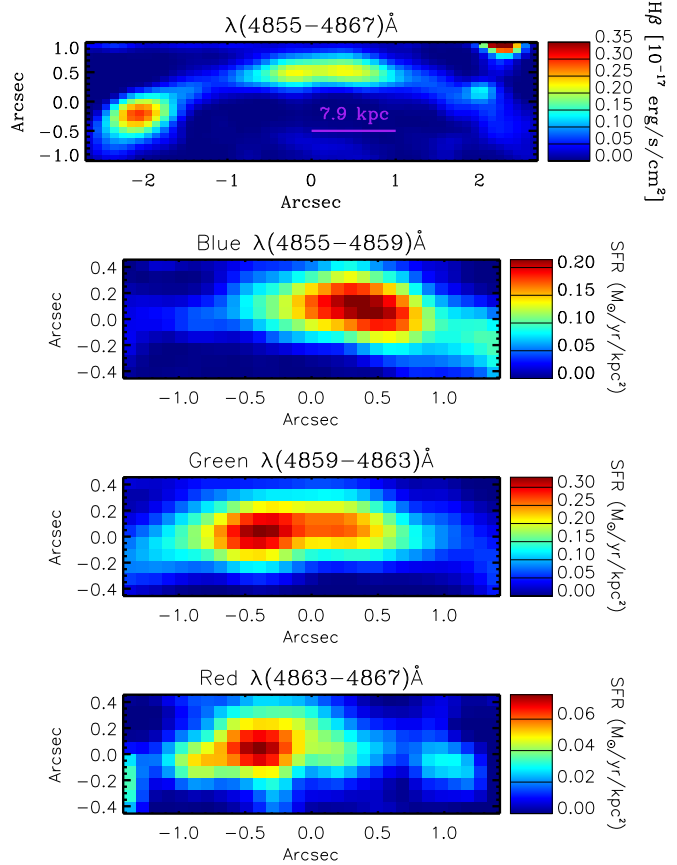 λ(4855−4867)Å
Hβ [10⁻¹⁷ erg/s/cm²]
1.0
0.5
0.0
−0.5
−1.0
Arcsec
7.9 kpc
−2 −1 0 1 2
Arcsec
0.35
0.30
0.25
0.20
0.15
0.10
0.05
0.00
Blue λ(4855−4859)Å
0.4
0.2
0.0
−0.2
−0.4
Arcsec
−1.0 −0.5 0.0 0.5 1.0
Arcsec
0.20
0.15
0.10
0.05
0.00
SFR (M☉/yr/kpc²)
Green λ(4859−4863)Å
0.4
0.2
0.0
−0.2
−0.4
Arcsec
−1.0 −0.5 0.0 0.5 1.0
Arcsec
0.30
0.25
0.20
0.15
0.10
0.05
0.00
SFR (M☉/yr/kpc²)
Red λ(4863−4867)Å
0.4
0.2
0.0
−0.2
−0.4
Arcsec
−1.0 −0.5 0.0 0.5 1.0
Arcsec
0.06
0.04
0.02
0.00
SFR (M☉/yr/kpc²)